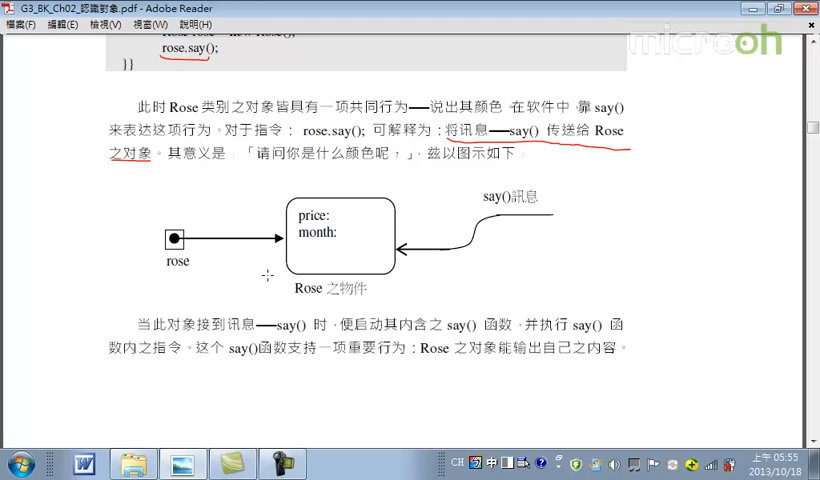 G3_BK_Ch02_認識對象.pdf - Adobe Reader
檔案(F) 編輯(E) 檢視(V) 視窗(W) 說明(H)
microoh
rose.say();
}}
此时 Rose 类别之对象皆具有一项共同行为──说出其颜色·在软件中·靠 say()
来表达这项行为。对于指令： rose.say(); 可解释为：将讯息──say() 传送给 Rose
之对象。其意义是：「请问你是什么颜色呢？」，兹以图示如下：
say()訊息
price:
month:
rose
Rose 之物件
当此对象接到讯息──say() 时，便启动其内含之 say() 函数，并执行 say() 函
数内之指令。这个 say()函数支持一项重要行为：Rose 之对象能输出自己之内容。
CH 中
上午 05:55
2013/10/18